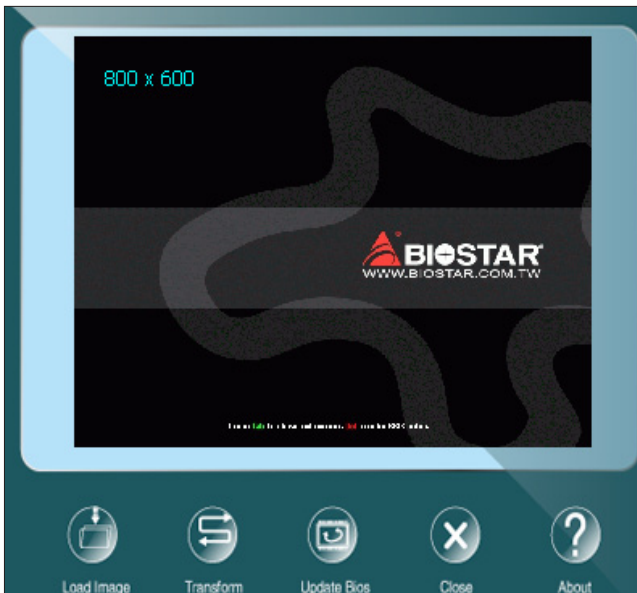 800 x 600
BIOSTAR
WWW.BIOSTAR.COM.TW
Load Image Transform Update Bios Close About